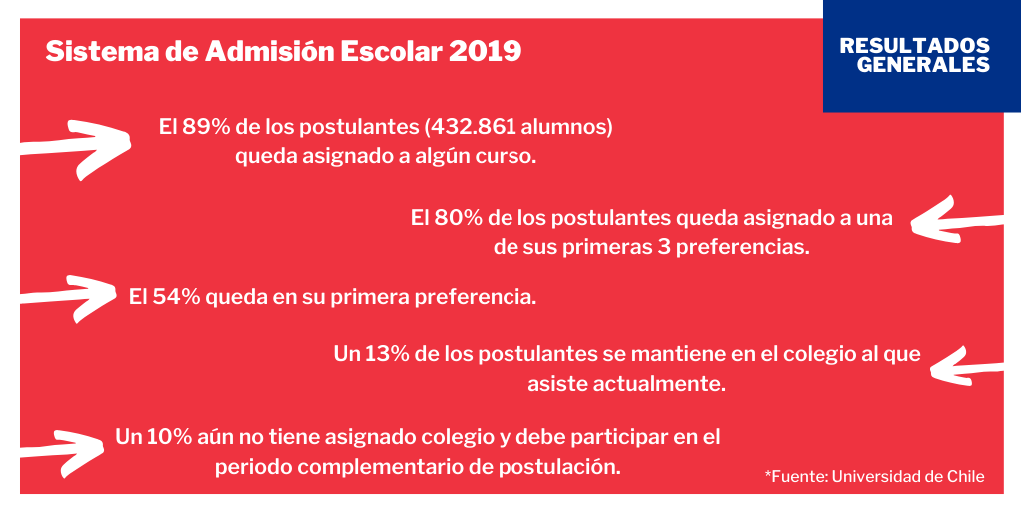 Sistema de Admisión Escolar 2019
RESULTADOS
GENERALES
El 89% de los postulantes (432.861 alumnos)
queda asignado a algún curso.
El 80% de los postulantes queda asignado a una
de sus primeras 3 preferencias.
El 54% queda en su primera preferencia.
Un 13% de los postulantes se mantiene en el colegio al que
asiste actualmente.
Un 10% aún no tiene asignado colegio y debe participar en el
periodo complementario de postulación.
*Fuente: Universidad de Chile